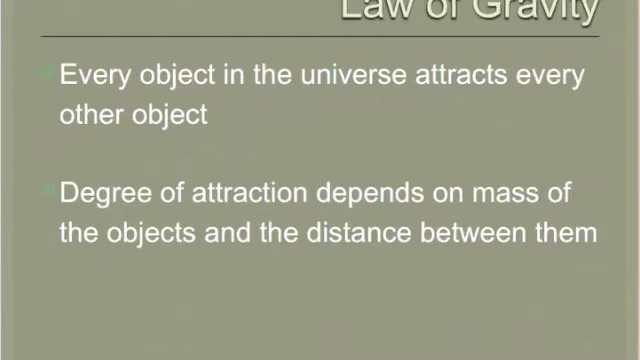 Law of Gravity
Every object in the universe attracts every
other object
Degree of attraction depends on mass of
the objects and the distance between them